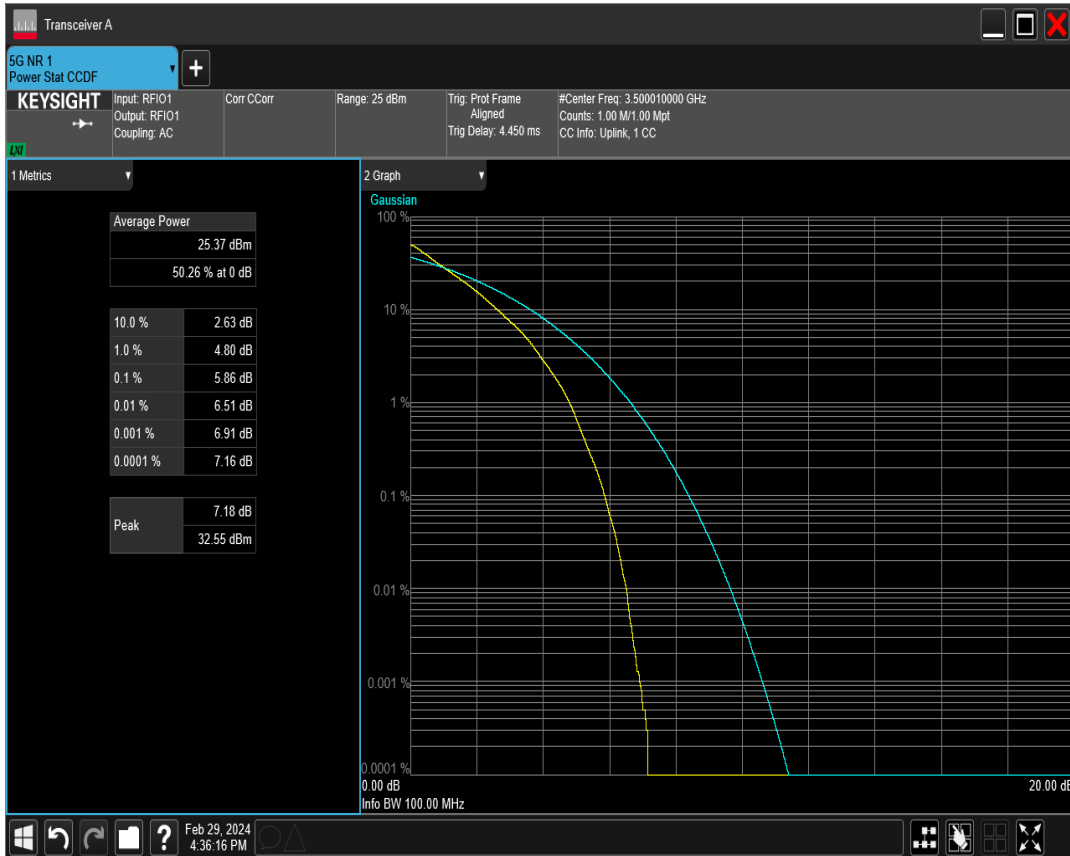 Transceiver A
5G NR 1
Power Stat CCDF
KEYSIGHT
LXI
Input: RFIO1
Output: RFIO1
Coupling: AC
Corr CCorr
Range: 25 dBm
Trig: Prot Frame
Aligned
Trig Delay: 4.450 ms
#Center Freq: 3.500010000 GHz
Counts: 1.00 M/1.00 Mpt
CC Info: Uplink, 1 CC
1 Metrics
Average Power
25.37 dBm
50.26 % at 0 dB
10.0 % 2.63 dB
1.0 % 4.80 dB
0.1 % 5.86 dB
0.01 % 6.51 dB
0.001 % 6.91 dB
0.0001 % 7.16 dB
Peak
7.18 dB
32.55 dBm
2 Graph
Gaussian
100 %
10 %
1 %
0.1 %
0.01 %
0.001 %
0.0001 %
0.00 dB 20.00 dB
Info BW 100.00 MHz
?
Feb 29, 2024
4:36:16 PM